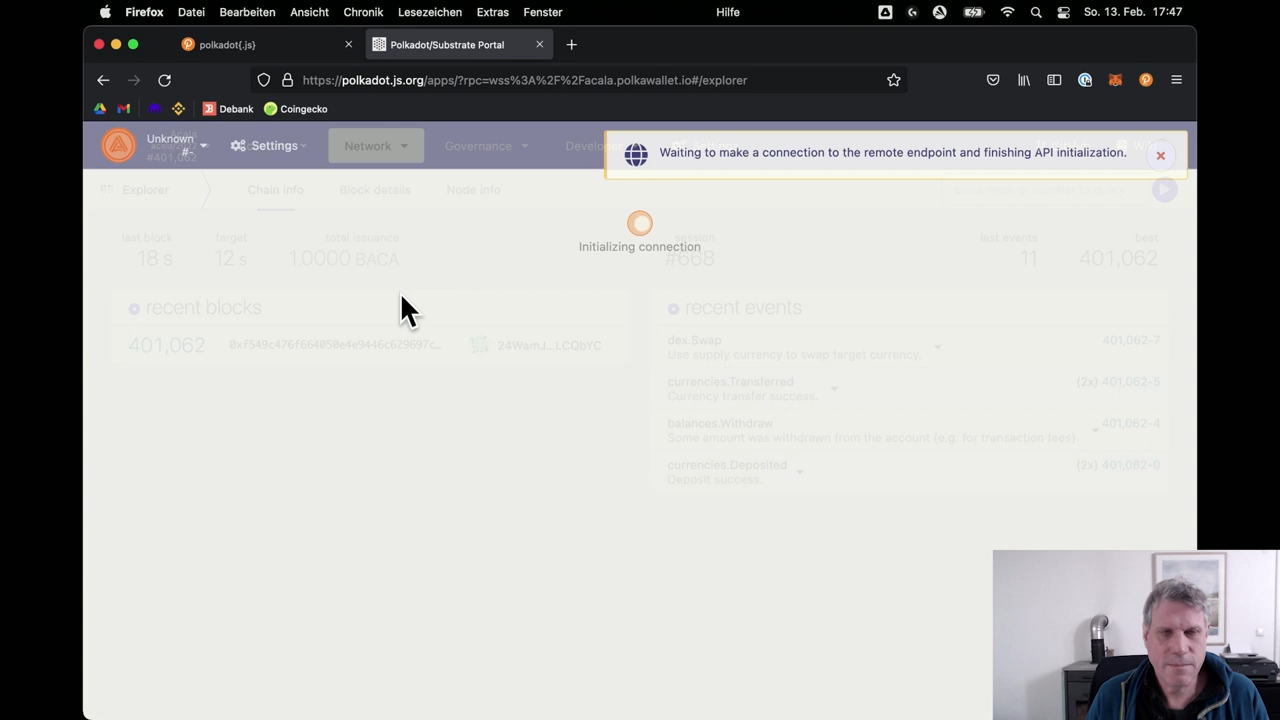 Firefox Datei Bearbeiten Ansicht Chronik Lesezeichen Extras Fenster Hilfe So. 13. Feb. 17:47
polkadot{.js} Polkadot/Substrate Portal
https://polkadot.js.org/apps/?rpc=wss%3A%2F%2Facala.polkawallet.io#/explorer
Debank Coingecko
Unknown
#-
Acala
#401,062
Settings Network Governance Develope
Waiting to make a connection to the remote endpoint and finishing API initialization.
Explorer Chain info Block details Node info
Initializing connection
last block target total issuance session last events best
18 s 12 s 1.0000 BACA #668 11 401,062
recent blocks recent events
401,062 24WamJ...LCQbYC
dex.Swap 401,062-7
Use supply currency to swap target currency.
currencies.Transferred (2x) 401,062-5
Currency transfer success.
balances.Withdraw 401,062-4
Some amount was withdrawn from the account (e.g. for transaction fees)
currencies.Deposited (2x) 401,062-0
Deposit success.